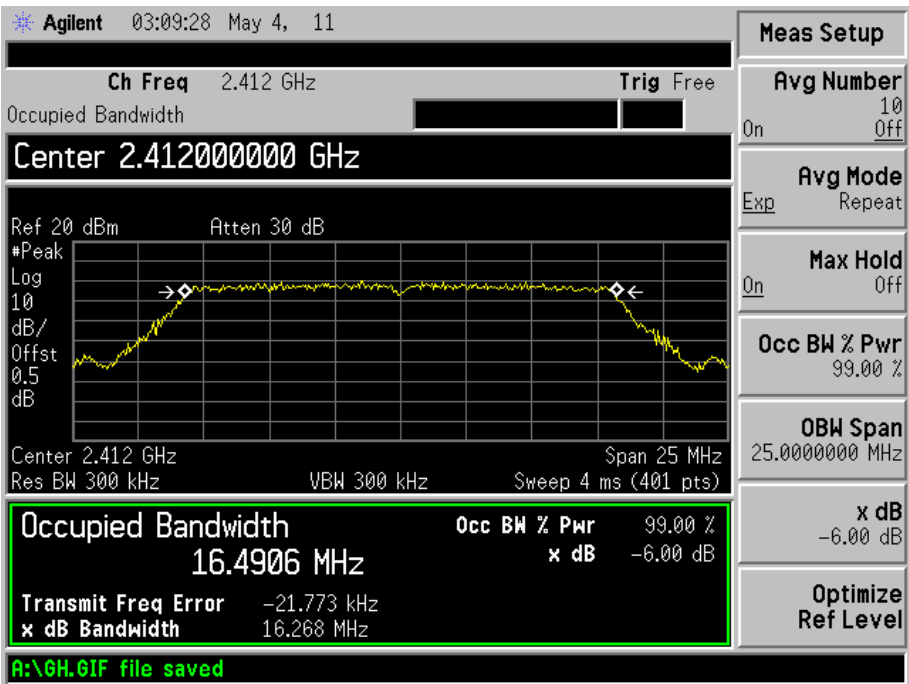 Agilent 03:09:28 May 4, 11
Meas Setup
Ch Freq 2.412 GHz Trig Free
Occupied Bandwidth
Center 2.412000000 GHz
Ref 20 dBm Atten 30 dB
#Peak
Log
10
dB/
Offst
0.5
dB
Center 2.412 GHz Span 25 MHz
Res BW 300 kHz VBW 300 kHz Sweep 4 ms (401 pts)
Occupied Bandwidth Occ BW % Pwr 99.00 %
16.4906 MHz x dB -6.00 dB
Transmit Freq Error -21.773 kHz
x dB Bandwidth 16.268 MHz
A:\GH.GIF file saved
Avg Number
10
On Off
Avg Mode
Exp Repeat
Max Hold
On Off
Occ BW % Pwr
99.00 %
OBW Span
25.0000000 MHz
x dB
-6.00 dB
Optimize
Ref Level